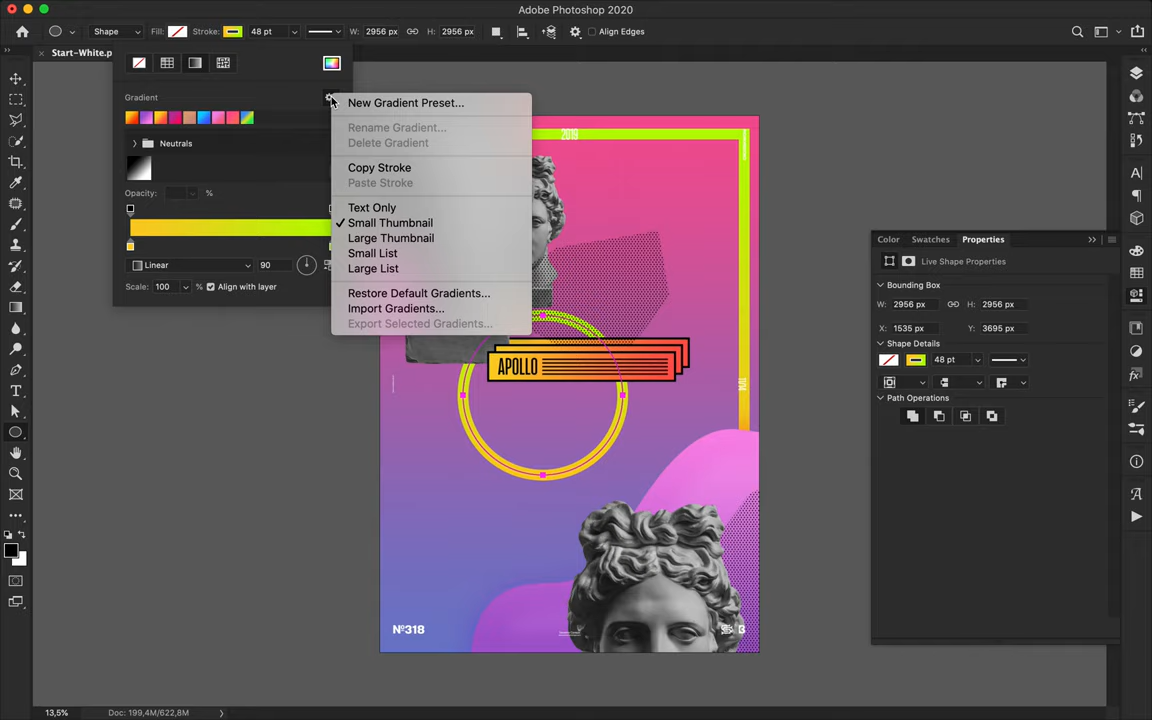 Adobe Photoshop 2020
Shape
Fill:
Stroke:
48 pt
W: 2956 px
H: 2956 px
Align Edges
Start-White.p
Gradient
Neutrals
Opacity:
%
Linear
90
Scale: 100
%
Align with layer
New Gradient Preset...
Rename Gradient...
Delete Gradient
Copy Stroke
Paste Stroke
Text Only
Small Thumbnail
Large Thumbnail
Small List
Large List
Restore Default Gradients...
Import Gradients...
Export Selected Gradients...
2019
APOLLO
Nº318
Color
Swatches
Properties
Live Shape Properties
Bounding Box
W: 2956 px
H: 2956 px
X: 1535 px
Y: 3695 px
Shape Details
48 pt
Path Operations
13,5%
Doc: 199,4M/622,8M